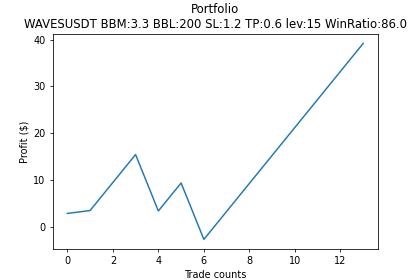 Portfolio
WAVESUSDT BBM:3.3 BBL:200 SL:1.2 TP:0.6 lev:15 WinRatio:86.0
40
30
20
10
0
Profit ($)
0 2 4 6 8 10 12
Trade counts